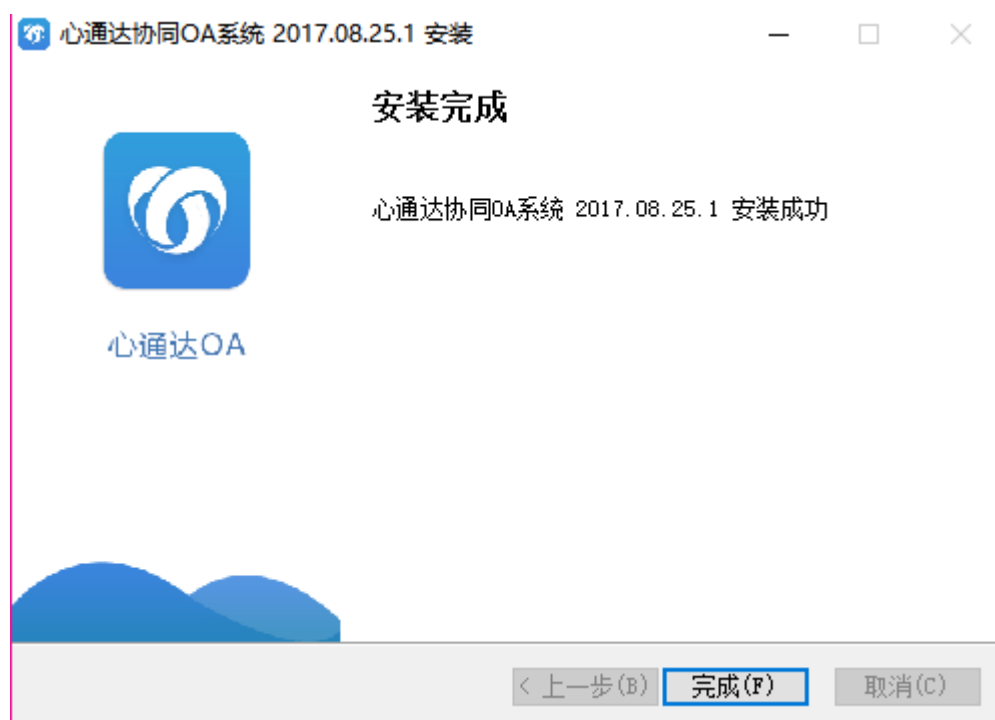 心通达协同OA系统 2017.08.25.1 安装
安装完成
心通达协同OA系统 2017.08.25.1 安装成功
心通达OA
< 上一步(B)
完成(F)
取消(C)